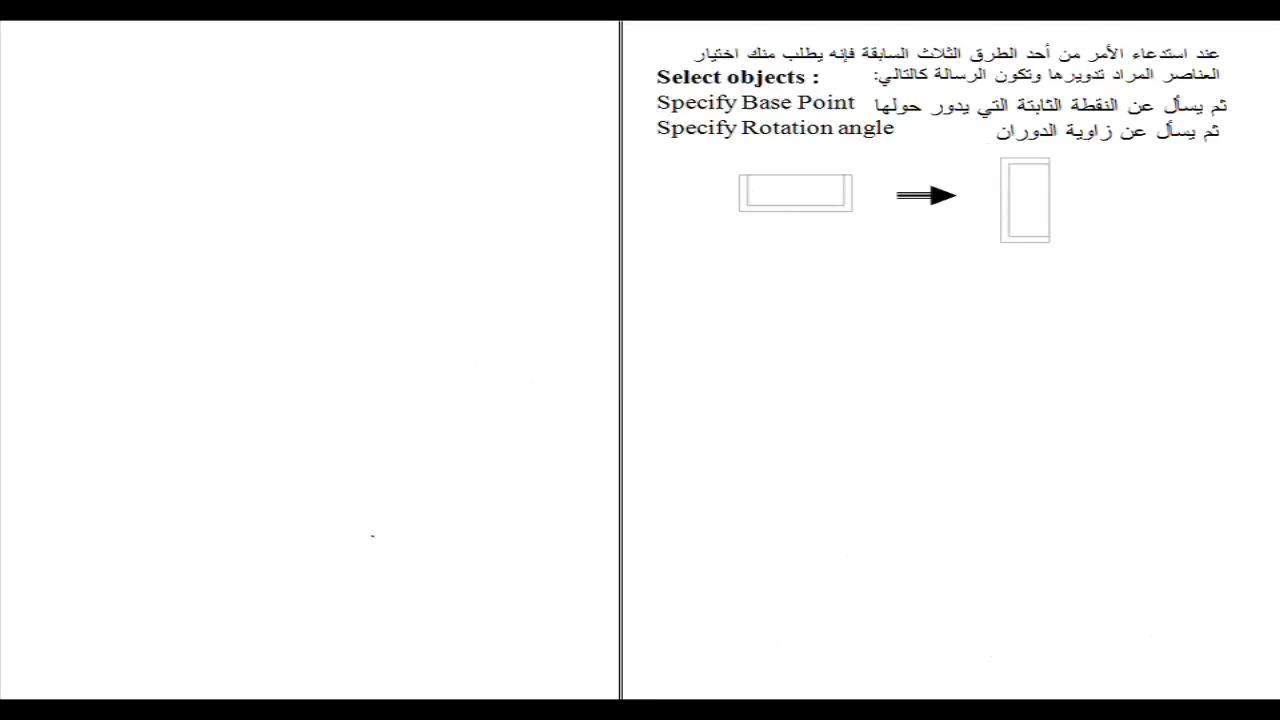 عند استدعاء الأمر من أحد الطرق الثلاث السابقة فإنه يطلب منك اختيار
العناصر المراد تدويرها وتكون الرسالة كالتالي: Select objects :
ثم يسأل عن النقطة الثابتة التي يدور حولها Specify Base Point
ثم يسأل عن زاوية الدوران Specify Rotation angle